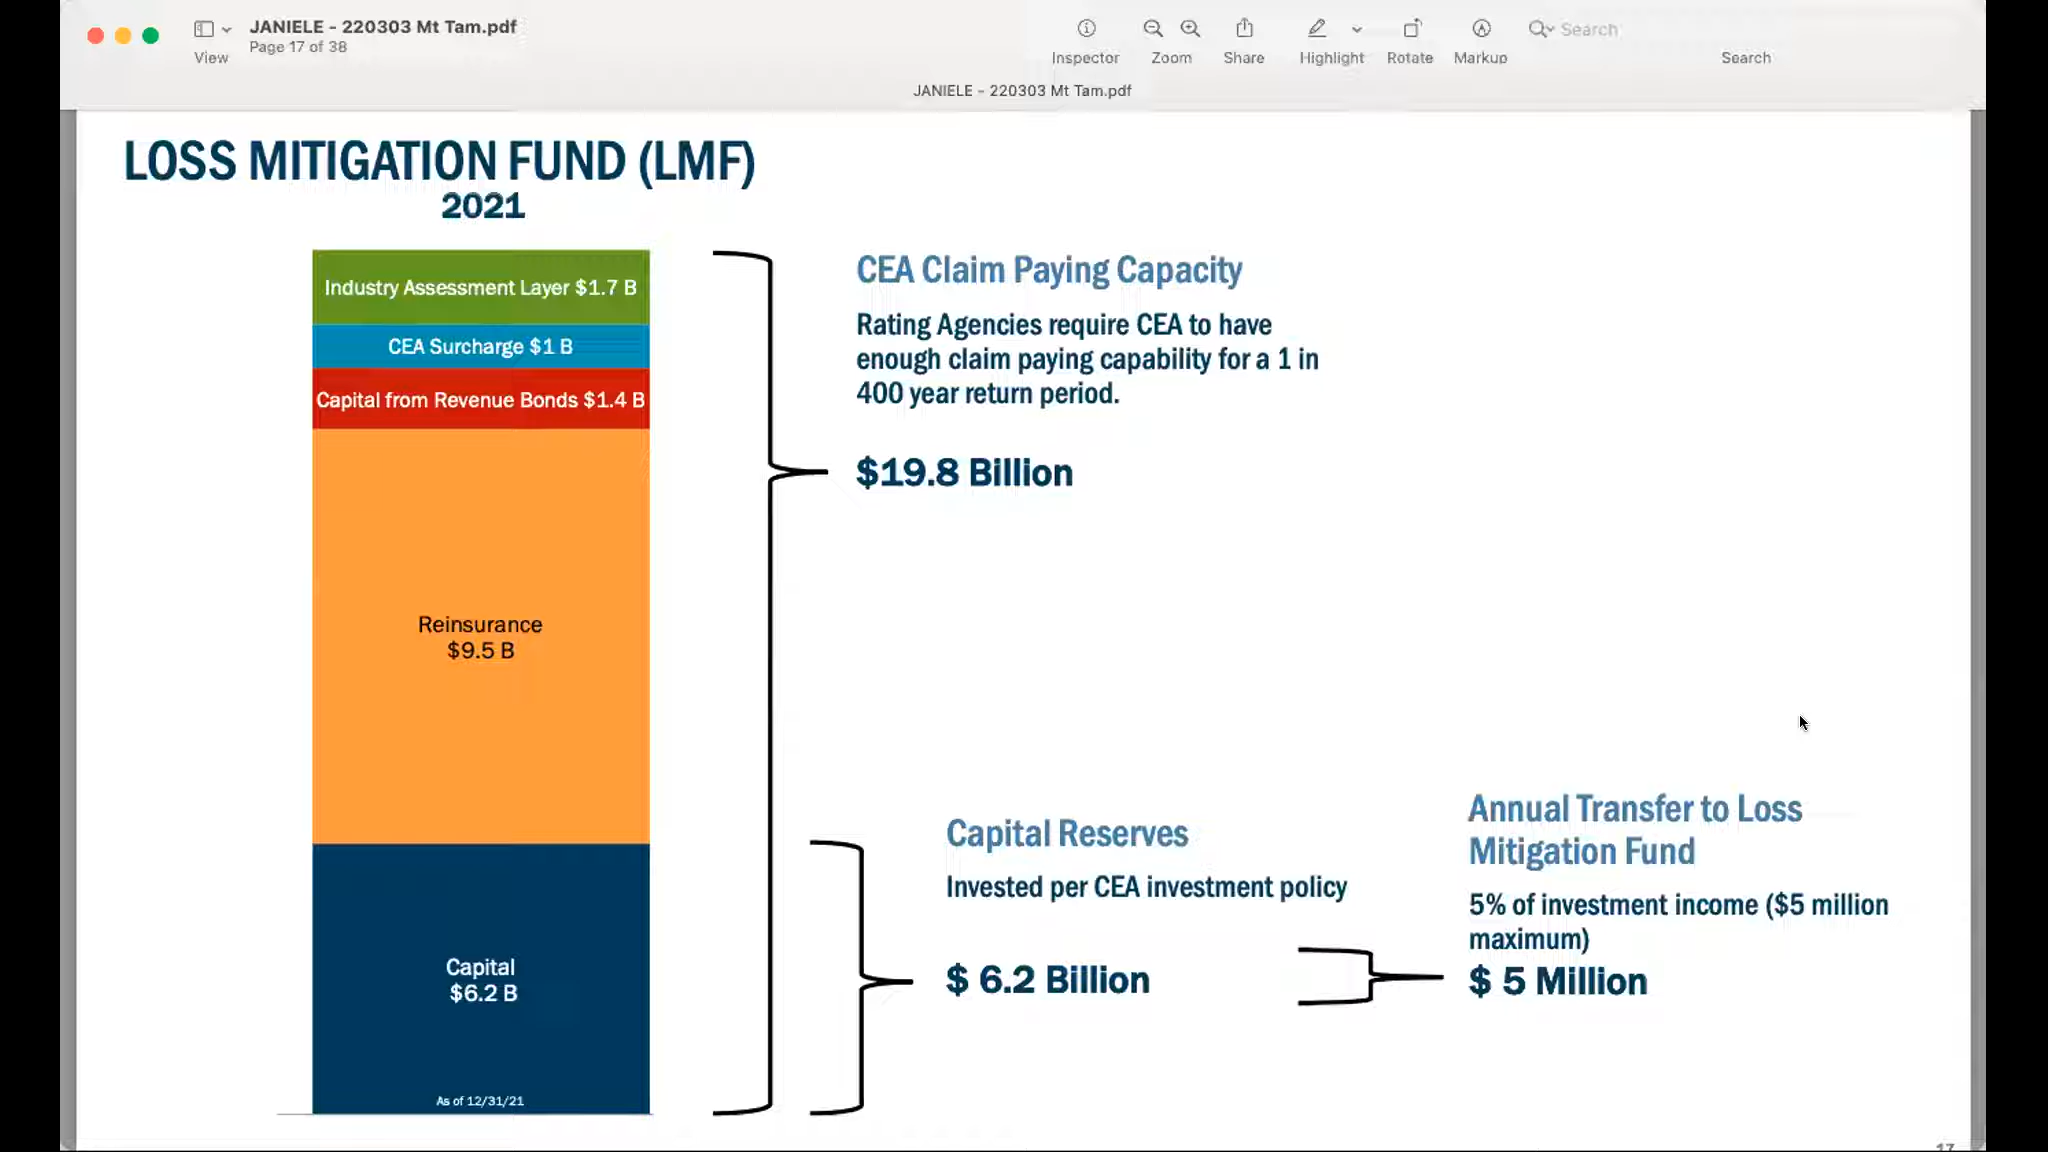 JANIELE - 220303 Mt Tam.pdf
Page 17 of 38
View
Inspector
Zoom
Share
Highlight
Rotate
Markup
Search
Search
JANIELE - 220303 Mt Tam.pdf
LOSS MITIGATION FUND (LMF)
2021
Industry Assessment Layer $1.7 B
CEA Surcharge $1 B
Capital from Revenue Bonds $1.4 B
Reinsurance
$9.5 B
Capital
$6.2 B
As of 12/31/21
CEA Claim Paying Capacity
Rating Agencies require CEA to have
enough claim paying capability for a 1 in
400 year return period.
$19.8 Billion
Capital Reserves
Invested per CEA investment policy
$ 6.2 Billion
Annual Transfer to Loss
Mitigation Fund
5% of investment income ($5 million
maximum)
$ 5 Million
17